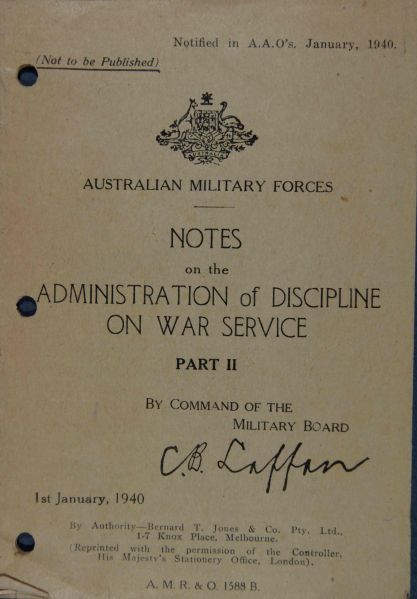 Notified in A.A.O's. January, 1940.
(Not to be Published)
AUSTRALIAN MILITARY FORCES
NOTES
on the
ADMINISTRATION of DISCIPLINE
ON WAR SERVICE
PART II
BY COMMAND OF THE
MILITARY BOARD
C.B. Laffan
1st January, 1940
By Authority—Bernard T. Jones & Co. Pty. Ltd.,
1-7 Knox Place, Melbourne.
(Reprinted with the permission of the Controller,
His Majesty's Stationery Office, London).
A. M. R. & O. 1588 B.